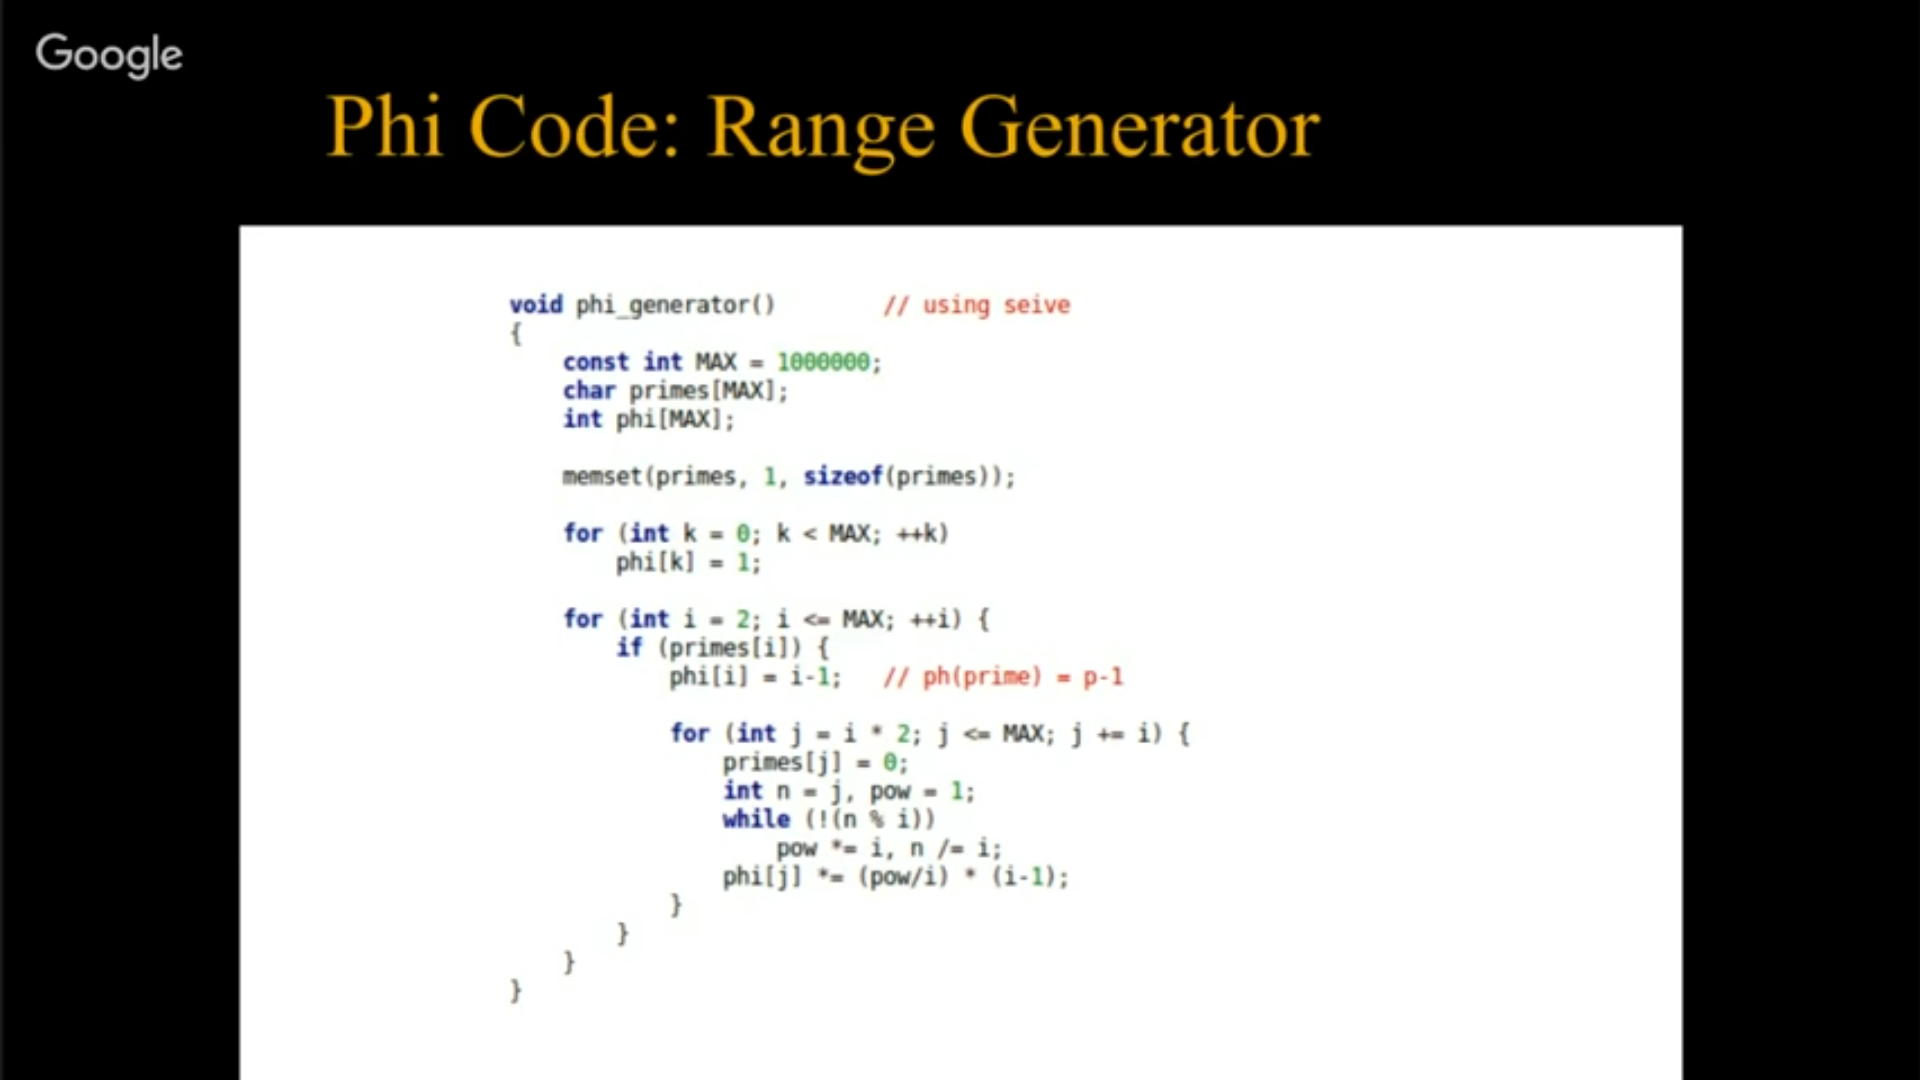 Google
Phi Code: Range Generator
void phi_generator()        // using seive
{
    const int MAX = 1000000;
    char primes[MAX];
    int phi[MAX];
    memset(primes, 1, sizeof(primes));
    for (int k = 0; k < MAX; ++k)
        phi[k] = 1;
    for (int i = 2; i <= MAX; ++i) {
        if (primes[i]) {
            phi[i] = i-1;   // ph(prime) = p-1
            for (int j = i * 2; j <= MAX; j += i) {
                primes[j] = 0;
                int n = j, pow = 1;
                while (!(n % i))
                    pow *= i, n /= i;
                phi[j] *= (pow/i) * (i-1);
            }
        }
    }
}